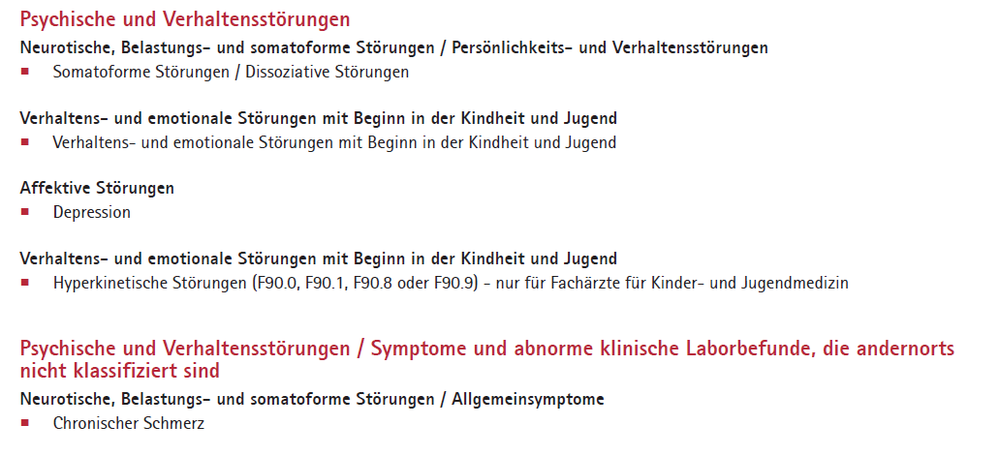 Psychische und Verhaltensstörungen
Neurotische, Belastungs- und somatoforme Störungen / Persönlichkeits- und Verhaltensstörungen
▪ Somatoforme Störungen / Dissoziative Störungen
Verhaltens- und emotionale Störungen mit Beginn in der Kindheit und Jugend
▪ Verhaltens- und emotionale Störungen mit Beginn in der Kindheit und Jugend
Affektive Störungen
▪ Depression
Verhaltens- und emotionale Störungen mit Beginn in der Kindheit und Jugend
▪ Hyperkinetische Störungen (F90.0, F90.1, F90.8 oder F90.9) - nur für Fachärzte für Kinder- und Jugendmedizin
Psychische und Verhaltensstörungen / Symptome und abnorme klinische Laborbefunde, die andernorts
nicht klassifiziert sind
Neurotische, Belastungs- und somatoforme Störungen / Allgemeinsymptome
▪ Chronischer Schmerz